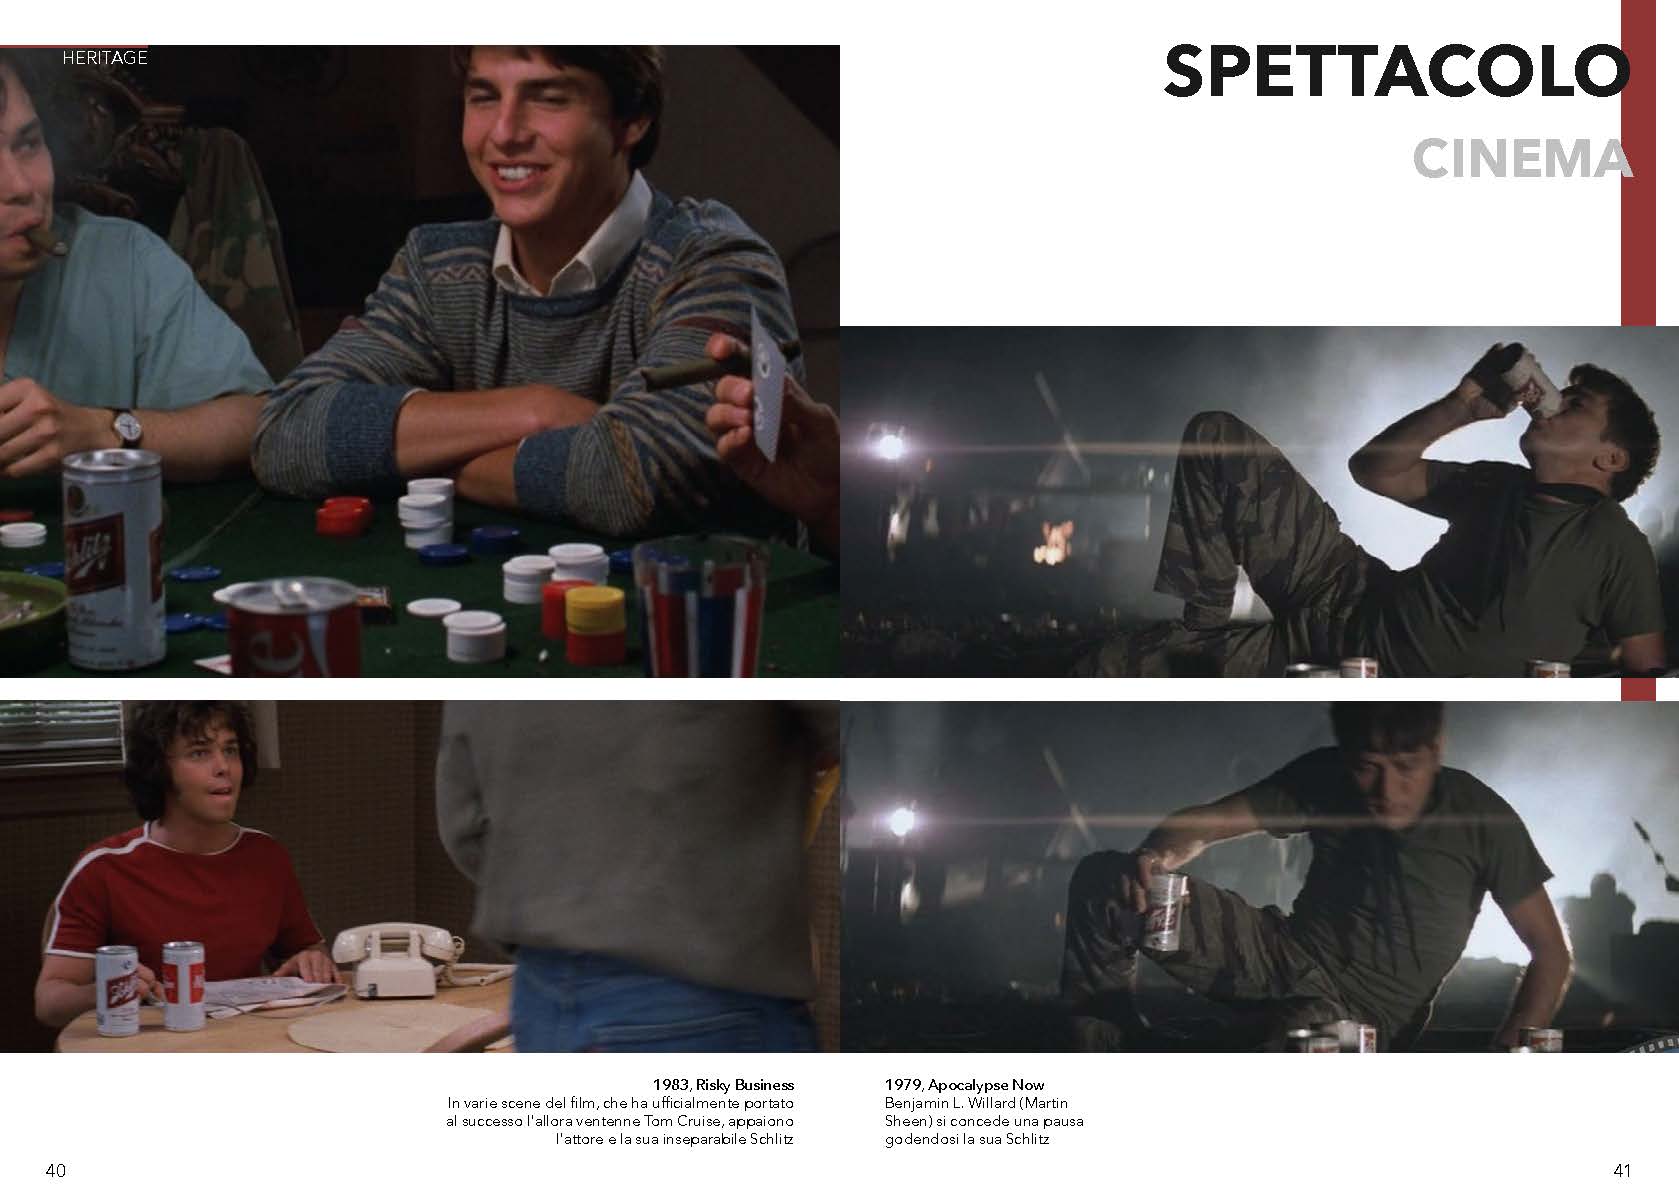 HERITAGE
SPETTACOLO
CINEMA
Schlitz
1983, Risky Business
In varie scene del film, che ha ufficialmente portato
al successo l'allora ventenne Tom Cruise, appaiono
l'attore e la sua inseparabile Schlitz
1979, Apocalypse Now
Benjamin L. Willard (Martin
Sheen) si concede una pausa
godendosi la sua Schlitz
40
41